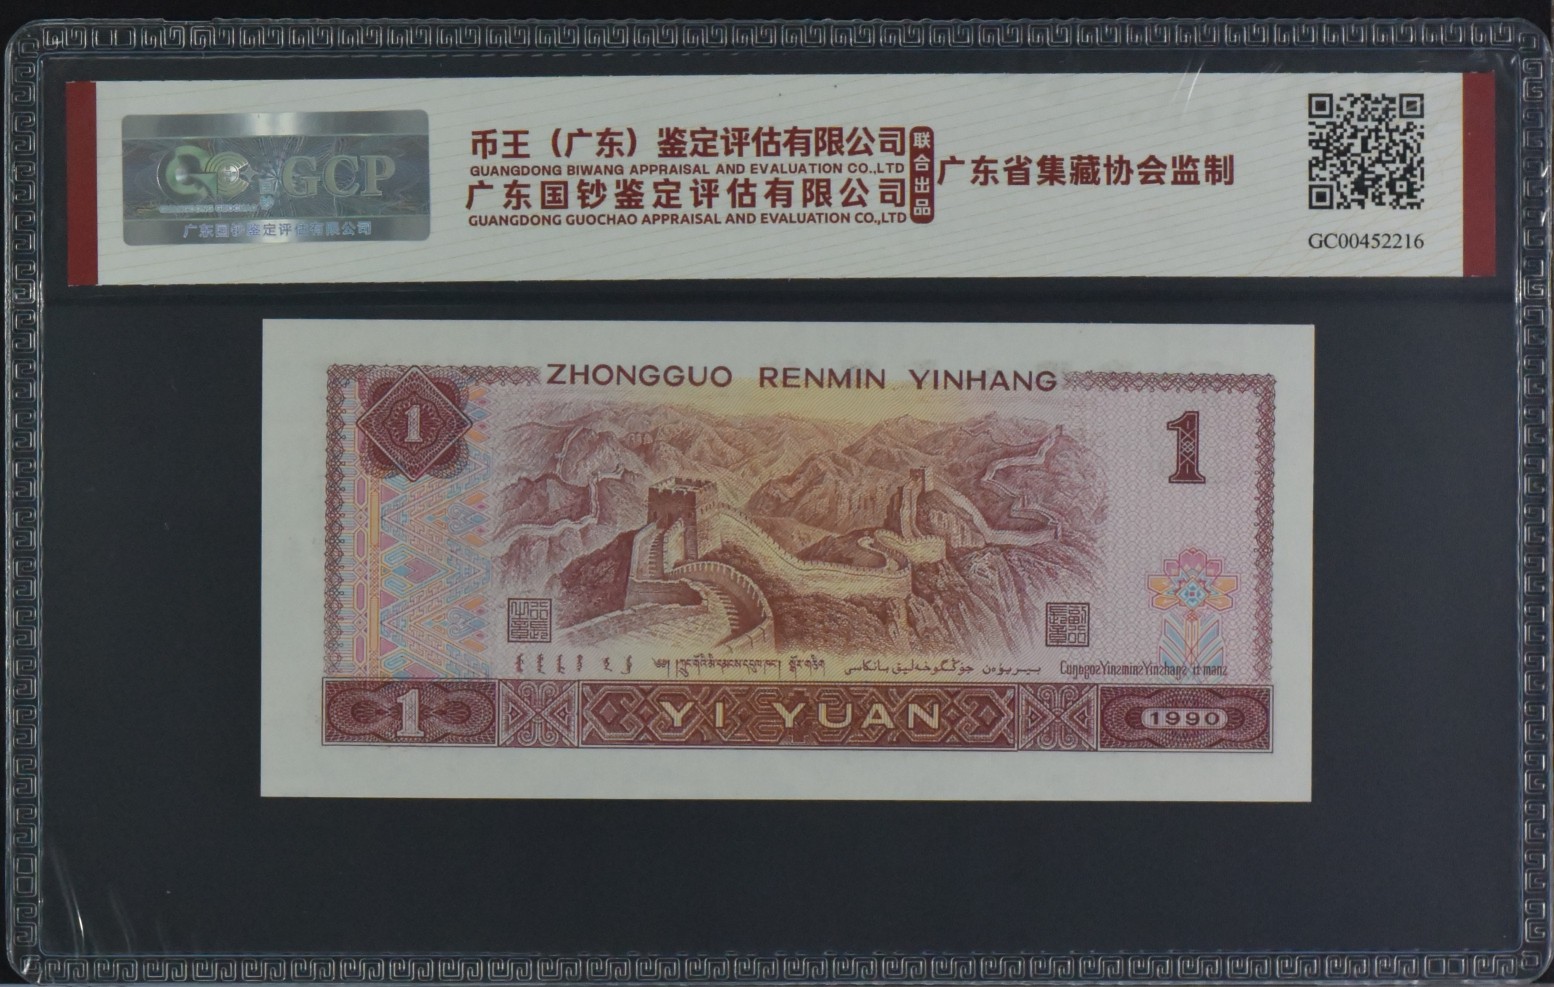 GCP
广东国钞鉴定评估有限公司
币王（广东）鉴定评估有限公司
GUANGDONG BIWANG APPRAISAL AND EVALUATION CO.,LTD
广东国钞鉴定评估有限公司
GUANGDONG GUOCHAO APPRAISAL AND EVALUATION CO.,LTD
联合出品
广东省集藏协会监制
GC00452216
ZHONGGUO RENMIN YINHANG
1
1
1
YI YUAN
1990